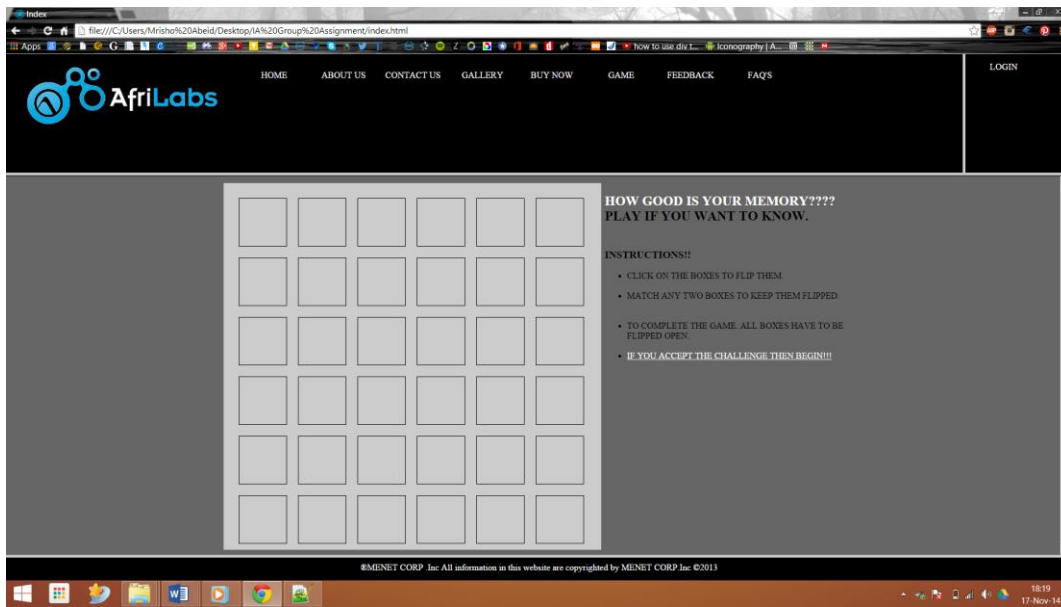 Index
file:///C:/Users/Mrisho%20Abeid/Desktop/IA%20Group%20Assignment/index.html
Apps
how to use div t...
Iconography | A...
AfriLabs
HOME ABOUT US CONTACT US GALLERY BUY NOW GAME FEEDBACK FAQ'S
LOGIN
HOW GOOD IS YOUR MEMORY????
PLAY IF YOU WANT TO KNOW.
INSTRUCTIONS!!
• CLICK ON THE BOXES TO FLIP THEM.
• MATCH ANY TWO BOXES TO KEEP THEM FLIPPED
• TO COMPLETE THE GAME. ALL BOXES HAVE TO BE
FLIPPED OPEN.
• IF YOU ACCEPT THE CHALLENGE THEN BEGIN!!!
®MENET CORP .Inc All information in this website are copyrighted by MENET CORP.Inc ©2013
18:19
17-Nov-14